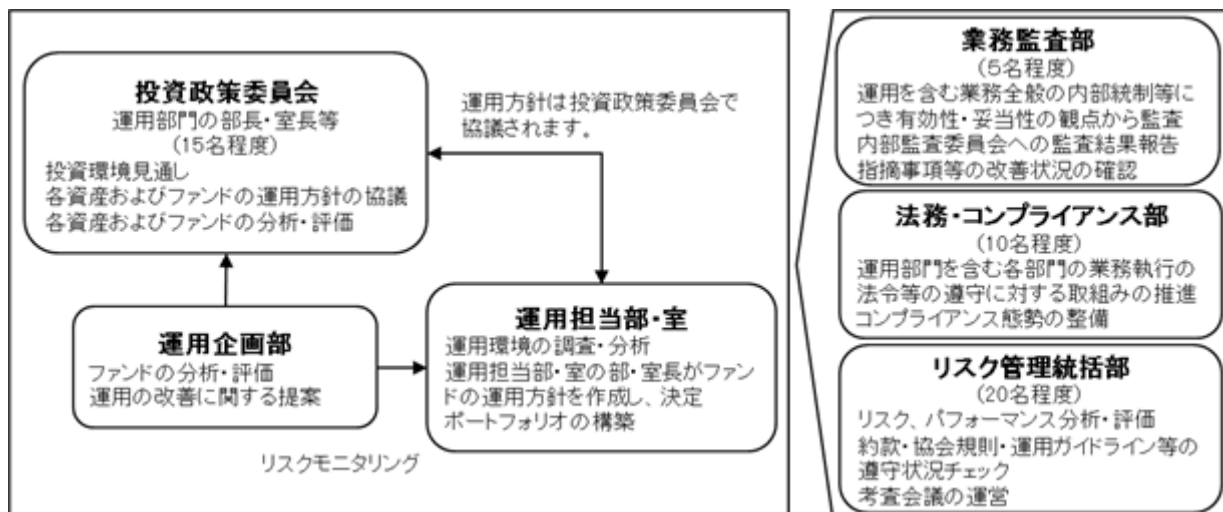 投資政策委員会
運用部門の部長・室長等
(15名程度)
投資環境見通し
各資産およびファンドの運用方針の協議
各資産およびファンドの分析・評価
運用方針は投資政策委員会で
協議されます。
運用企画部
ファンドの分析・評価
運用の改善に関する提案
運用担当部・室
運用環境の調査・分析
運用担当部・室の部・室長がファン
ドの運用方針を作成し、決定
ポートフォリオの構築
リスクモニタリング
業務監査部
(5名程度)
運用を含む業務全般の内部統制等に
つき有効性・妥当性の観点から監査
内部監査委員会への監査結果報告
指摘事項等の改善状況の確認
法務・コンプライアンス部
(10名程度)
運用部門を含む各部門の業務執行の
法令等の遵守に対する取組みの推進
コンプライアンス態勢の整備
リスク管理統括部
(20名程度)
リスク、パフォーマンス分析・評価
約款・協会規則・運用ガイドライン等の
遵守状況チェック
考査会議の運営